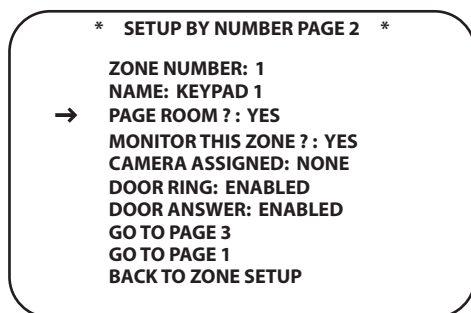 * SETUP BY NUMBER PAGE 2 *
ZONE NUMBER: 1
NAME: KEYPAD 1
→ PAGE ROOM ? : YES
MONITOR THIS ZONE ? : YES
CAMERA ASSIGNED: NONE
DOOR RING: ENABLED
DOOR ANSWER: ENABLED
GO TO PAGE 3
GO TO PAGE 1
BACK TO ZONE SETUP